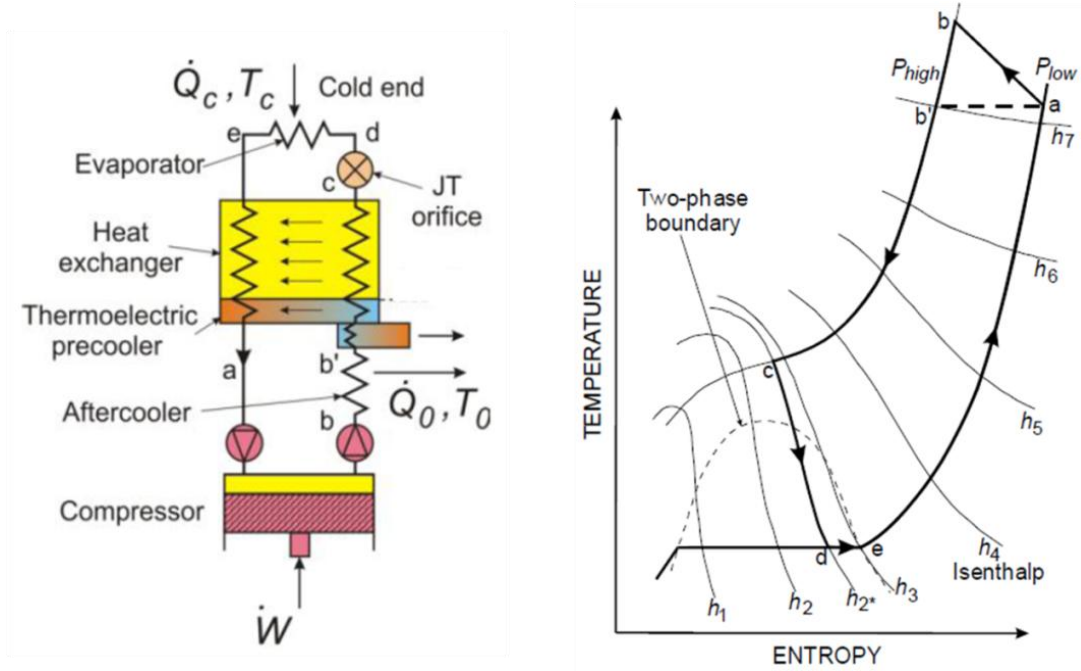 Q̇c , Tc
Cold end
e
d
Evaporator
c
JT
orifice
Heat
exchanger
Thermoelectric
precooler
a
b'
Q̇0 , T0
Aftercooler
b
Compressor
Ẇ
b
Phigh
Plow
b'
a
h7
Two-phase
boundary
h6
TEMPERATURE
c
h5
h4
Isenthalp
d
e
h1
h2
h2*
h3
ENTROPY